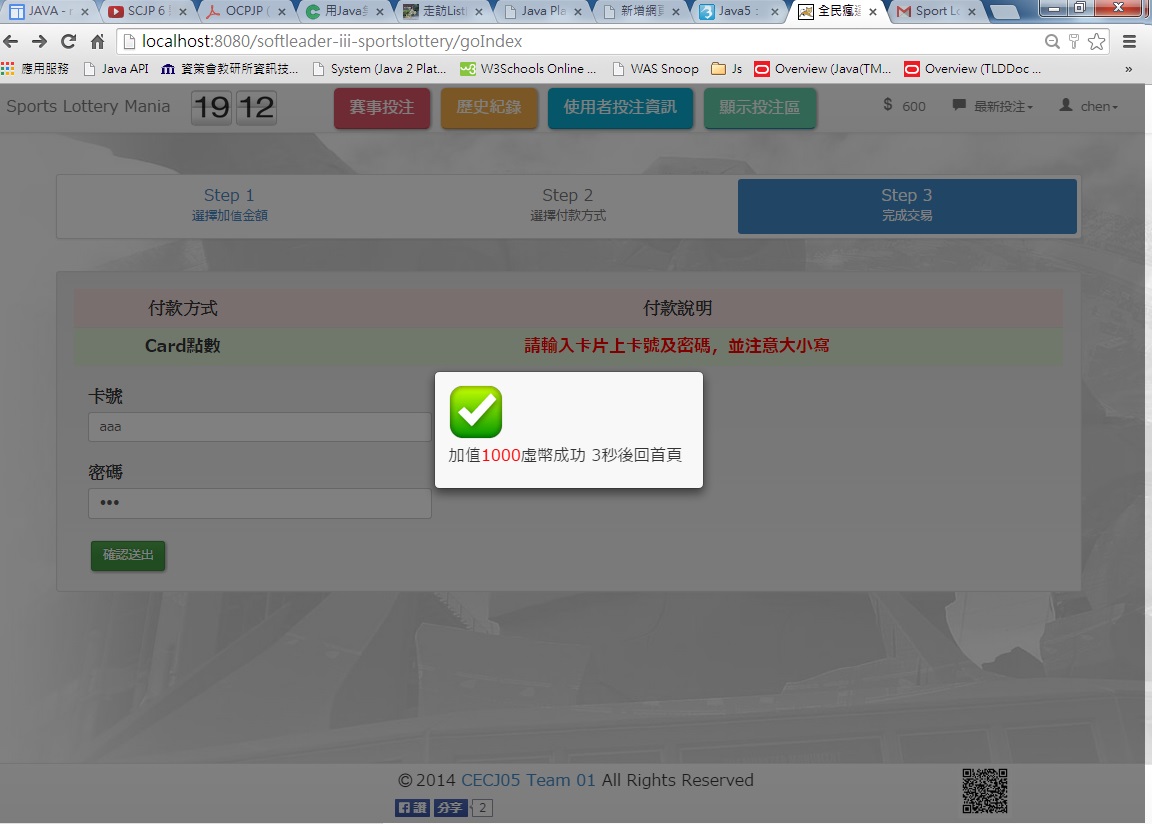 JAVA -
SCJP 6
OCPJP (
用Java
走訪List
Java Pla
新增網頁
Java5 :
全民瘋
Sport Lo
localhost:8080/softleader-iii-sportslottery/goIndex
應用服務
Java API
資策會教研所資訊技...
System (Java 2 Plat...
W3Schools Online ...
WAS Snoop
Js
Overview (Java(TM...
Overview (TLDDoc ...
»
Sports Lottery Mania
19 12
賽事投注
歷史紀錄
使用者投注資訊
顯示投注區
$ 600
最新投注
chen
Step 1
選擇加值金額
Step 2
選擇付款方式
Step 3
完成交易
付款方式
付款說明
Card點數
請輸入卡片上卡號及密碼，並注意大小寫
卡號
aaa
密碼
•••
確認送出
加值1000虛幣成功 3秒後回首頁
© 2014 CECJ05 Team 01 All Rights Reserved
讚
分享
2